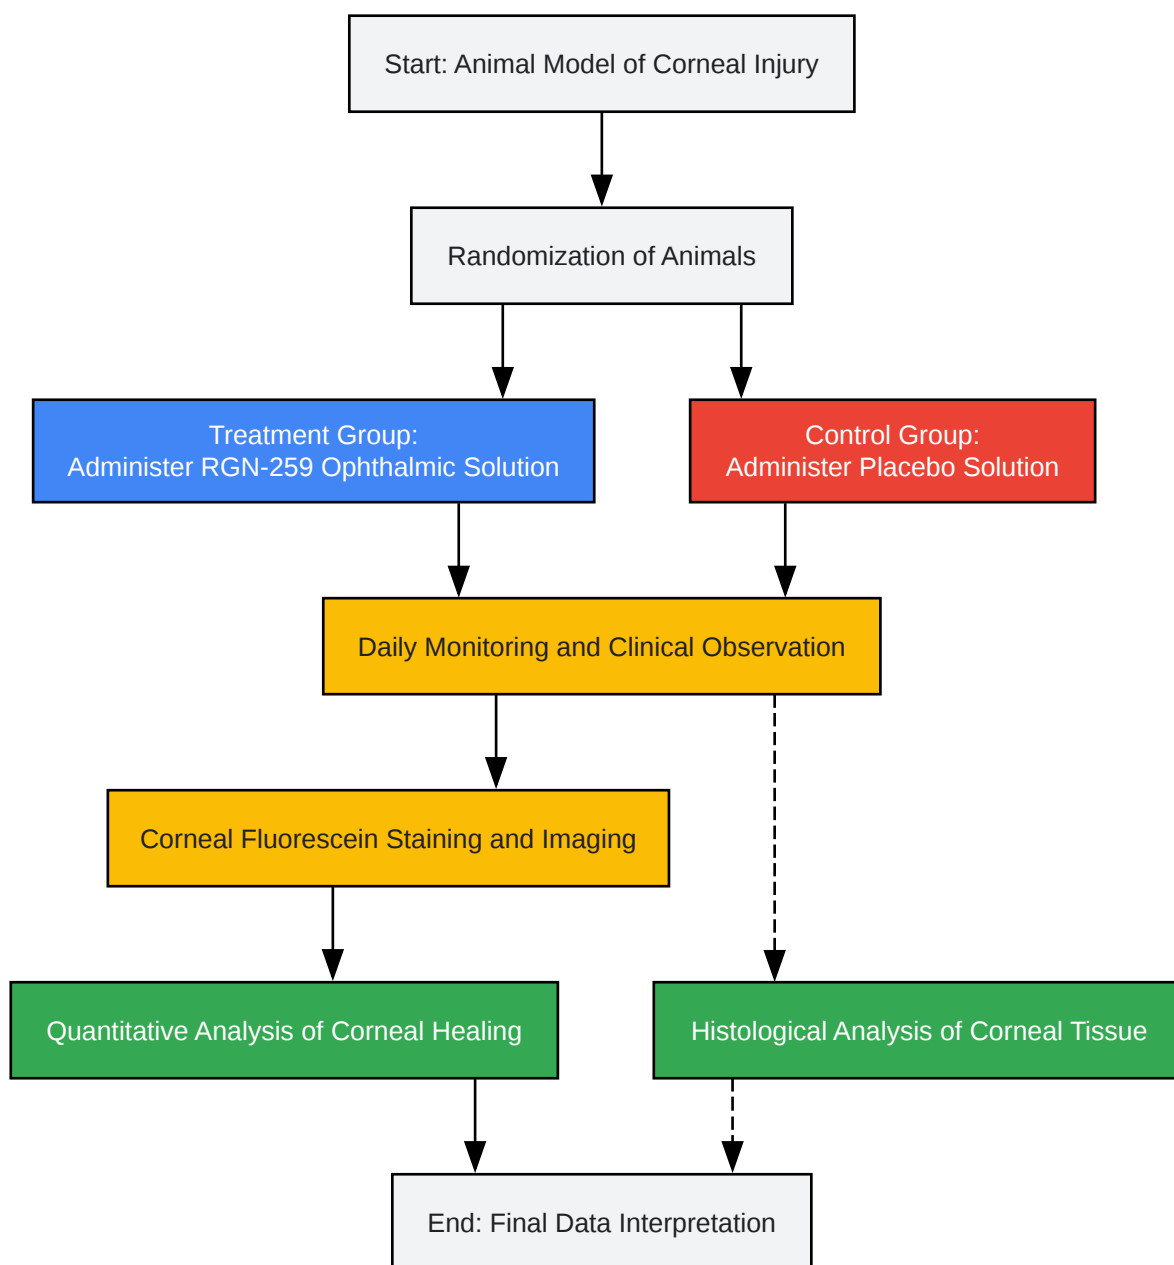 Start: Animal Model of Corneal Injury
Randomization of Animals
Treatment Group:
Administer RGN-259 Ophthalmic Solution
Control Group:
Administer Placebo Solution
Daily Monitoring and Clinical Observation
Corneal Fluorescein Staining and Imaging
Quantitative Analysis of Corneal Healing
Histological Analysis of Corneal Tissue
End: Final Data Interpretation